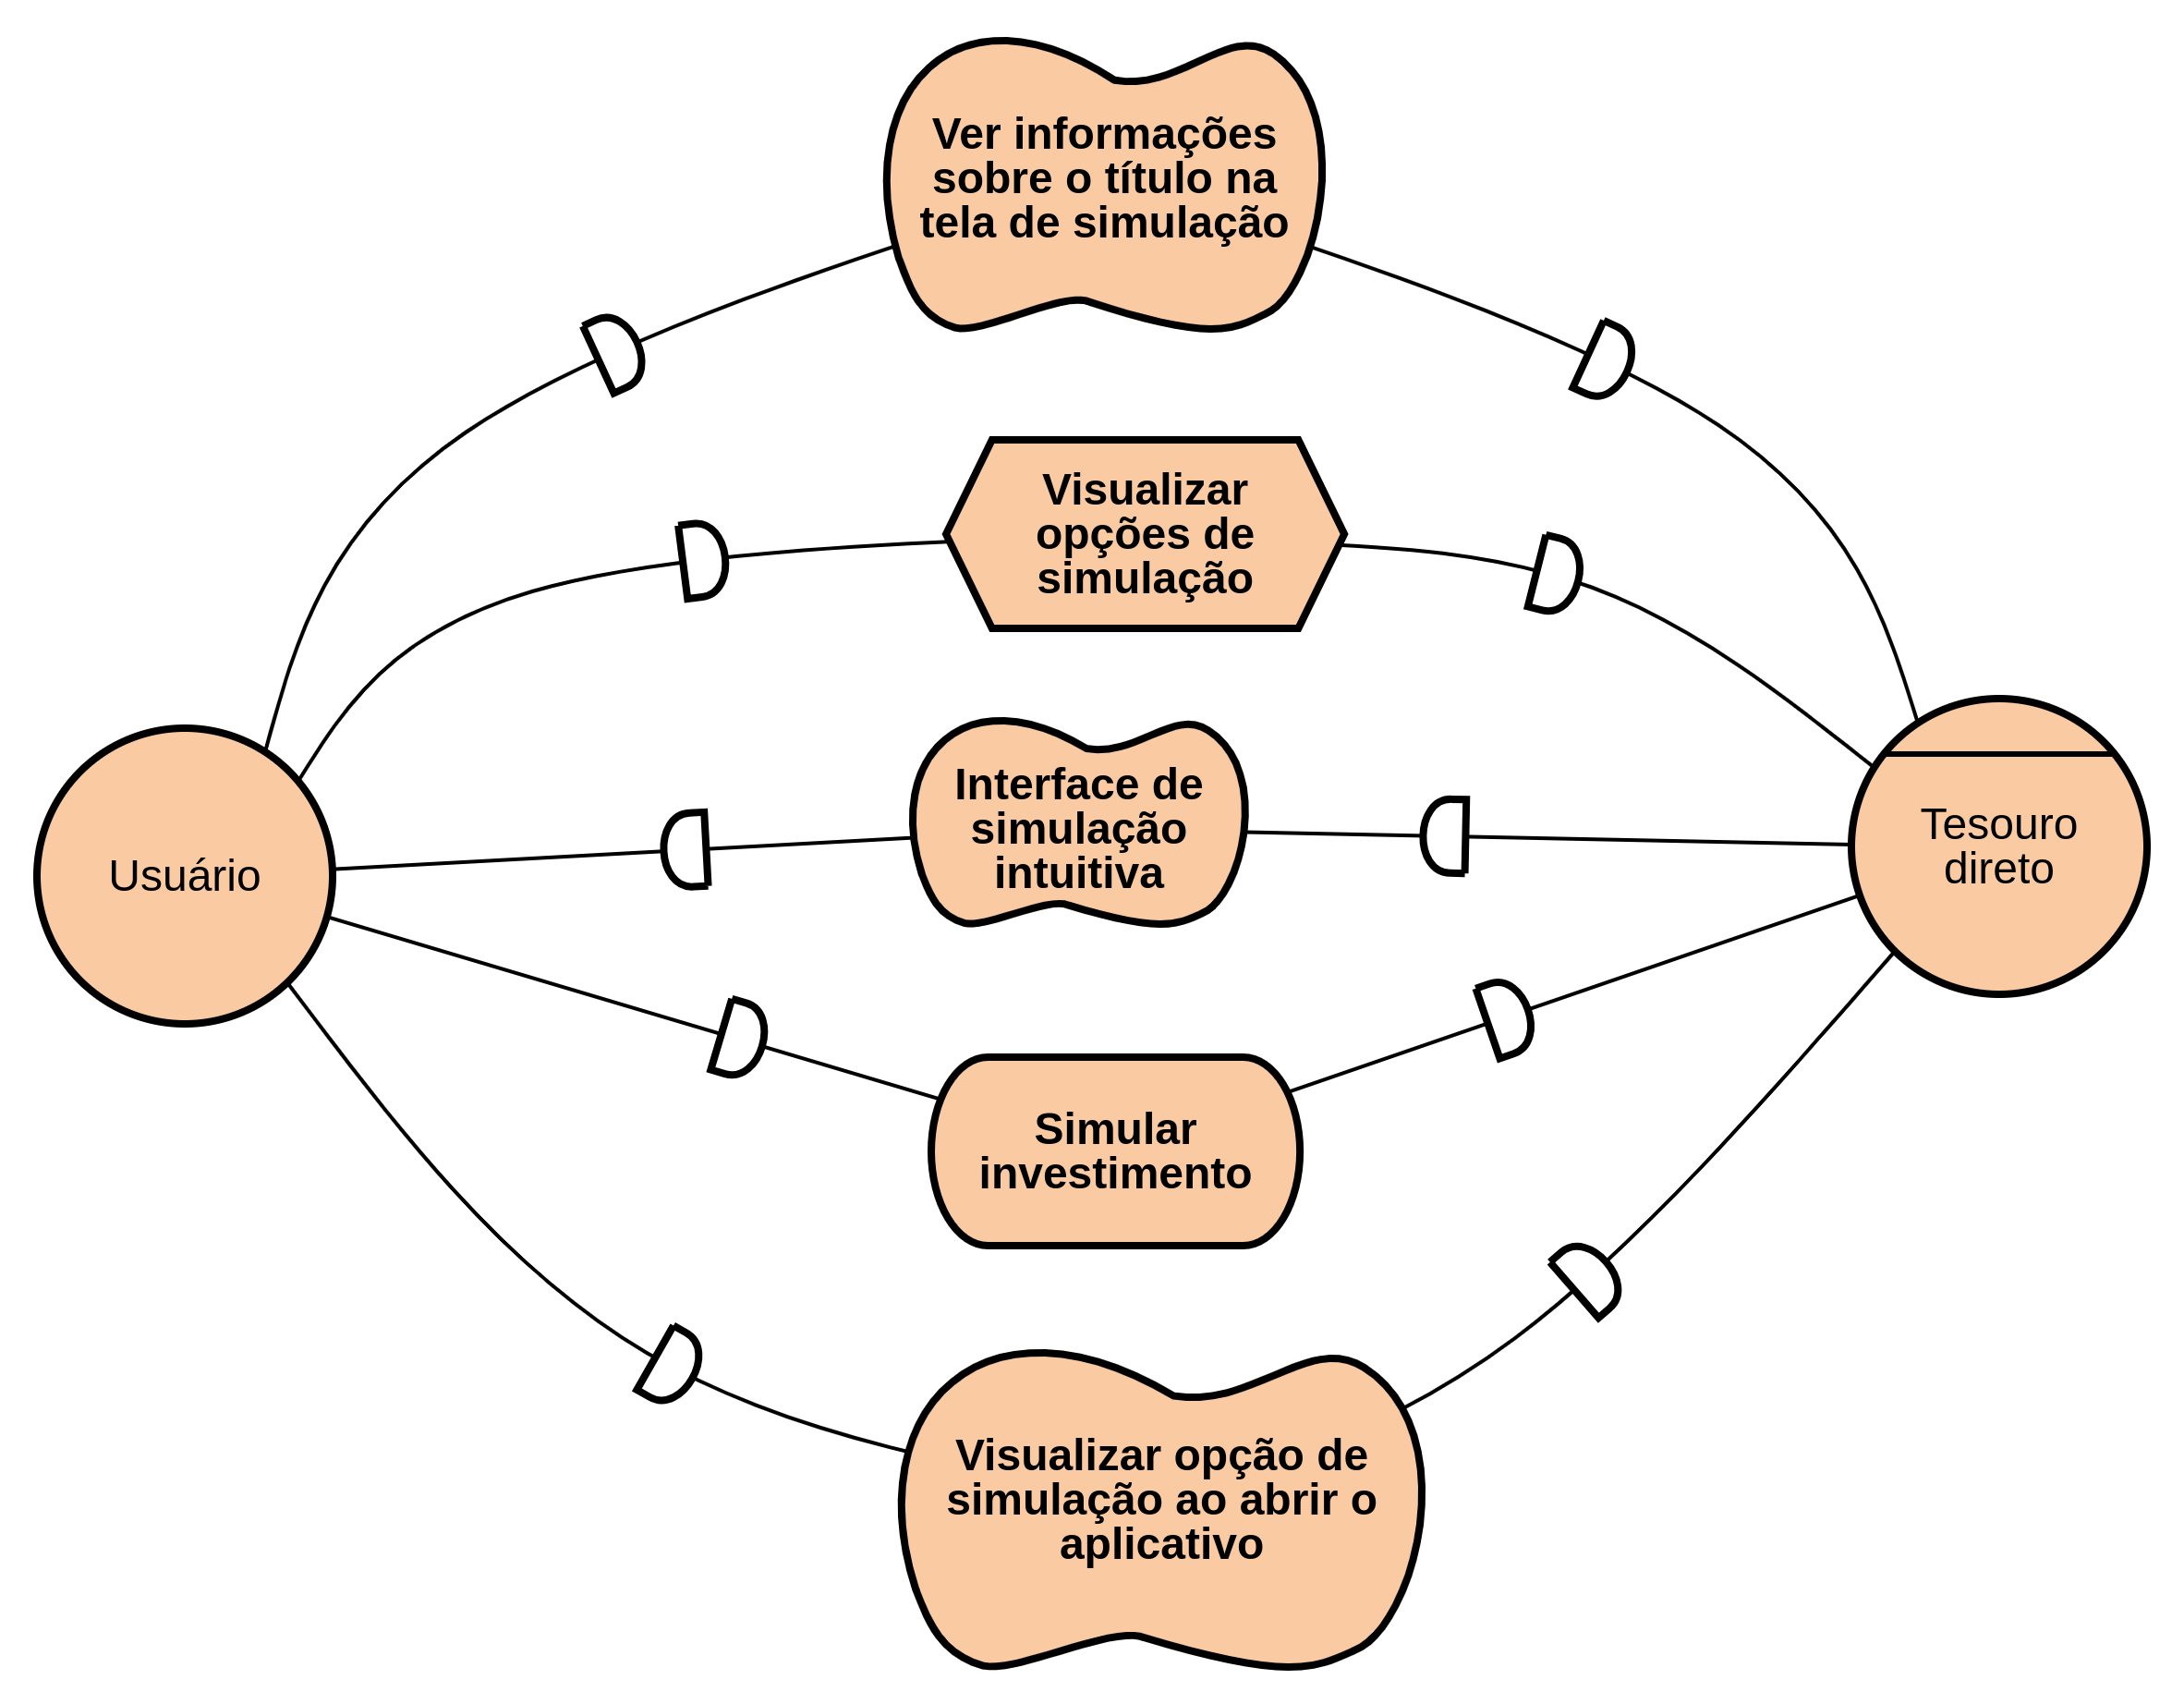 Ver informações
sobre o título na
tela de simulação
Visualizar
opções de
simulação
Interface de
simulação
intuitiva
Usuário
Tesouro
direto
Simular
investimento
Visualizar opção de
simulação ao abrir o
aplicativo